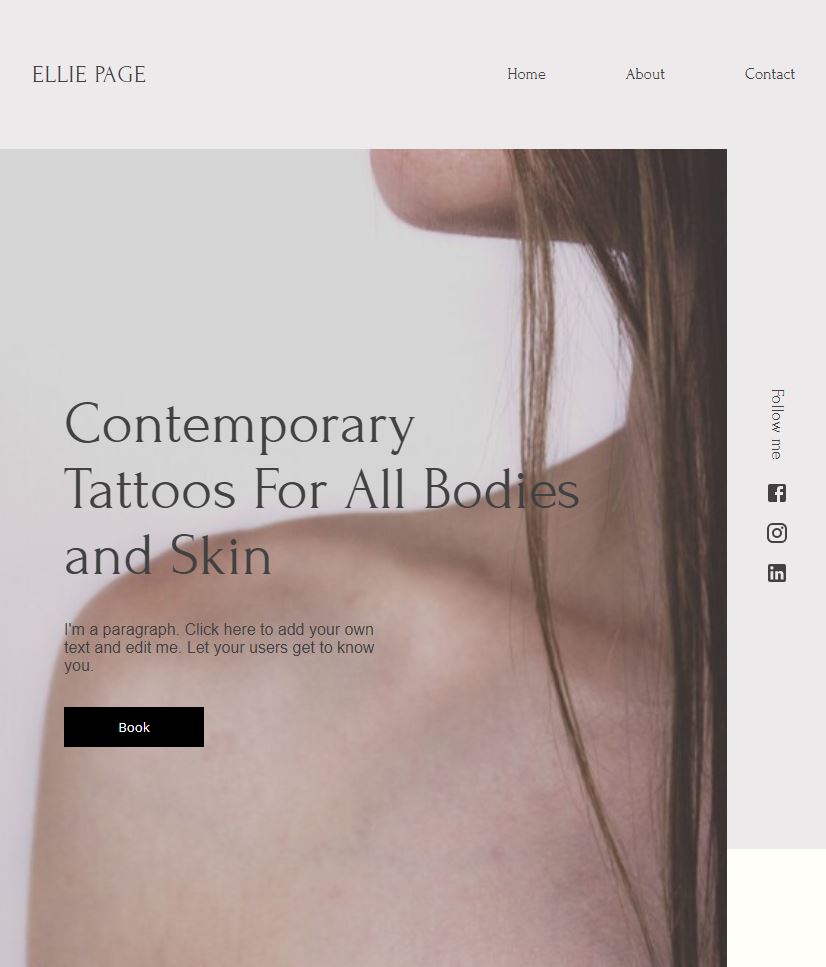 ELLIE PAGE
Home About Contact
Contemporary
Tattoos For All Bodies
and Skin
I'm a paragraph. Click here to add your own
text and edit me. Let your users get to know
you.
Book
Follow me